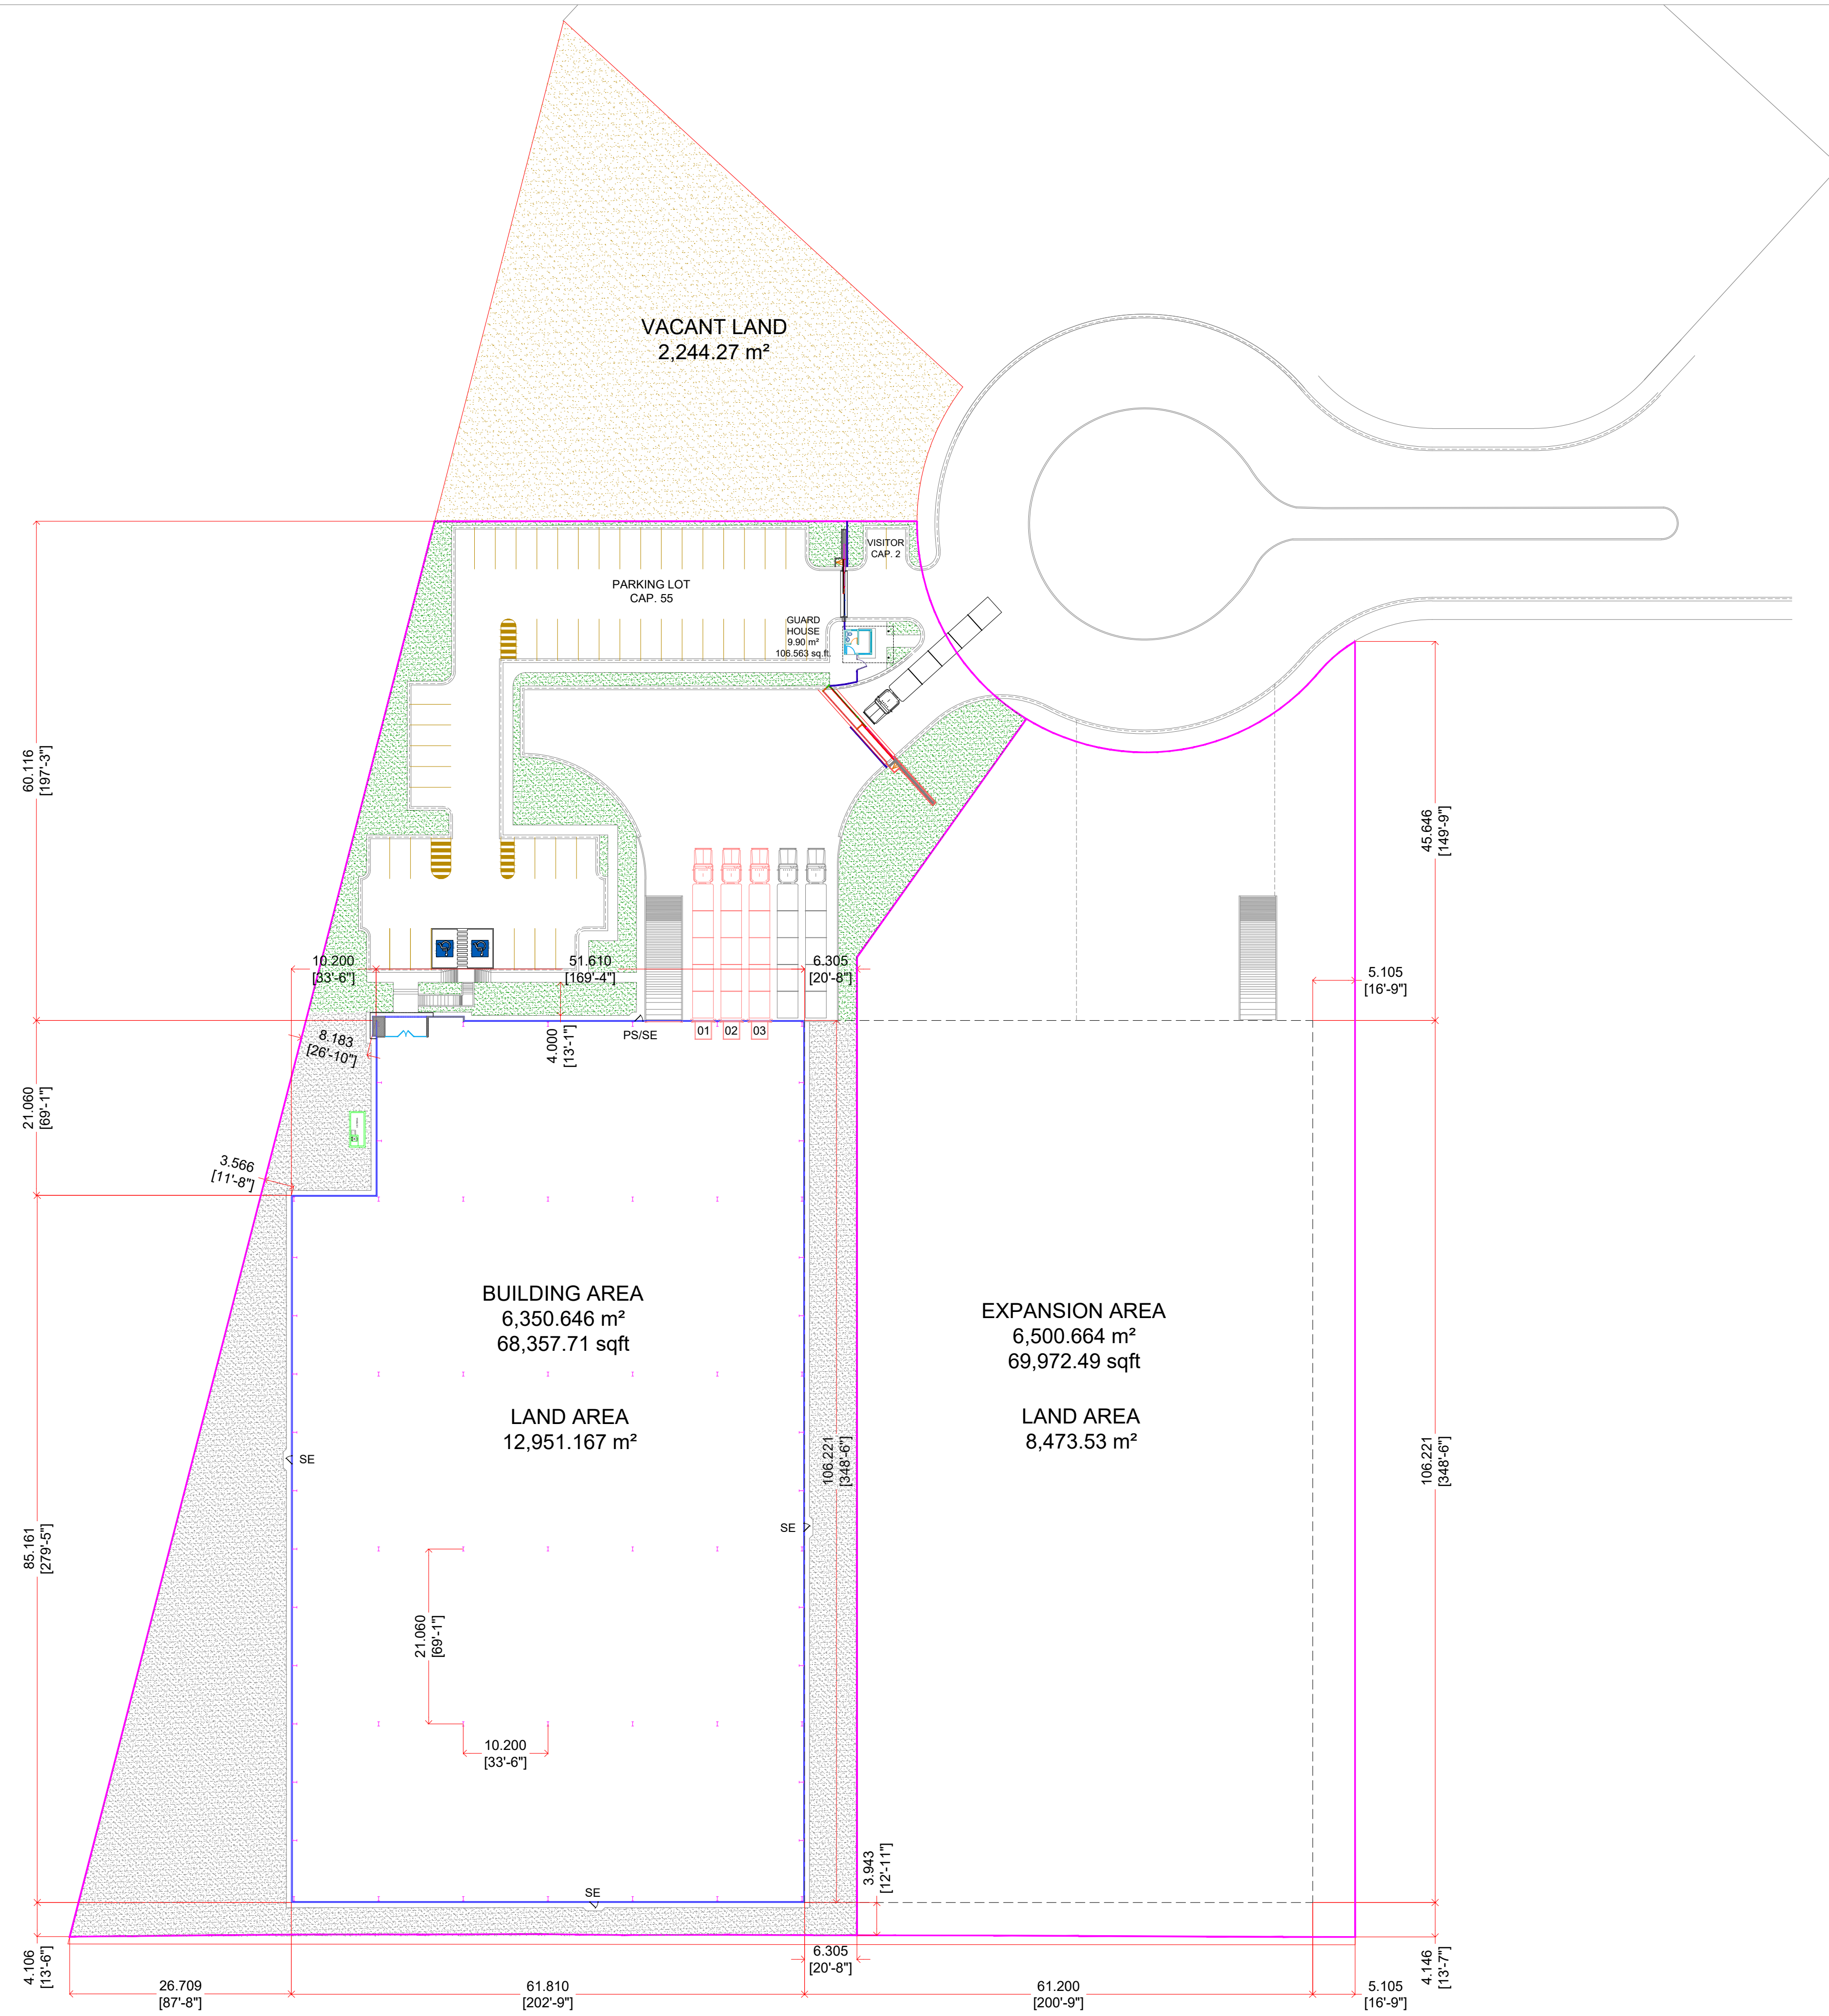 VACANT LAND
2,244.27 m²
VISITOR
CAP. 2
PARKING LOT
CAP. 55
GUARD
HOUSE
9.90 m²
106.563 sq.ft.
60.116
[197'-3"]
45.646
[149'-9"]
10.200
[33'-6"]
51.610
[169'-4"]
6.305
[20'-8"]
5.105
[16'-9"]
8.183
[26'-10"]
4.000
[13'-1"]
PS/SE
01
02
03
21.060
[69'-1"]
3.566
[11'-8"]
BUILDING AREA
6,350.646 m²
68,357.71 sqft
LAND AREA
12,951.167 m²
EXPANSION AREA
6,500.664 m²
69,972.49 sqft
LAND AREA
8,473.53 m²
106.221
[348'-6"]
106.221
[348'-6"]
SE
SE
85.161
[279'-5"]
21.060
[69'-1"]
10.200
[33'-6"]
3.943
[12'-11"]
SE
4.106
[13'-6"]
6.305
[20'-8"]
4.146
[13'-7"]
26.709
[87'-8"]
61.810
[202'-9"]
61.200
[200'-9"]
5.105
[16'-9"]